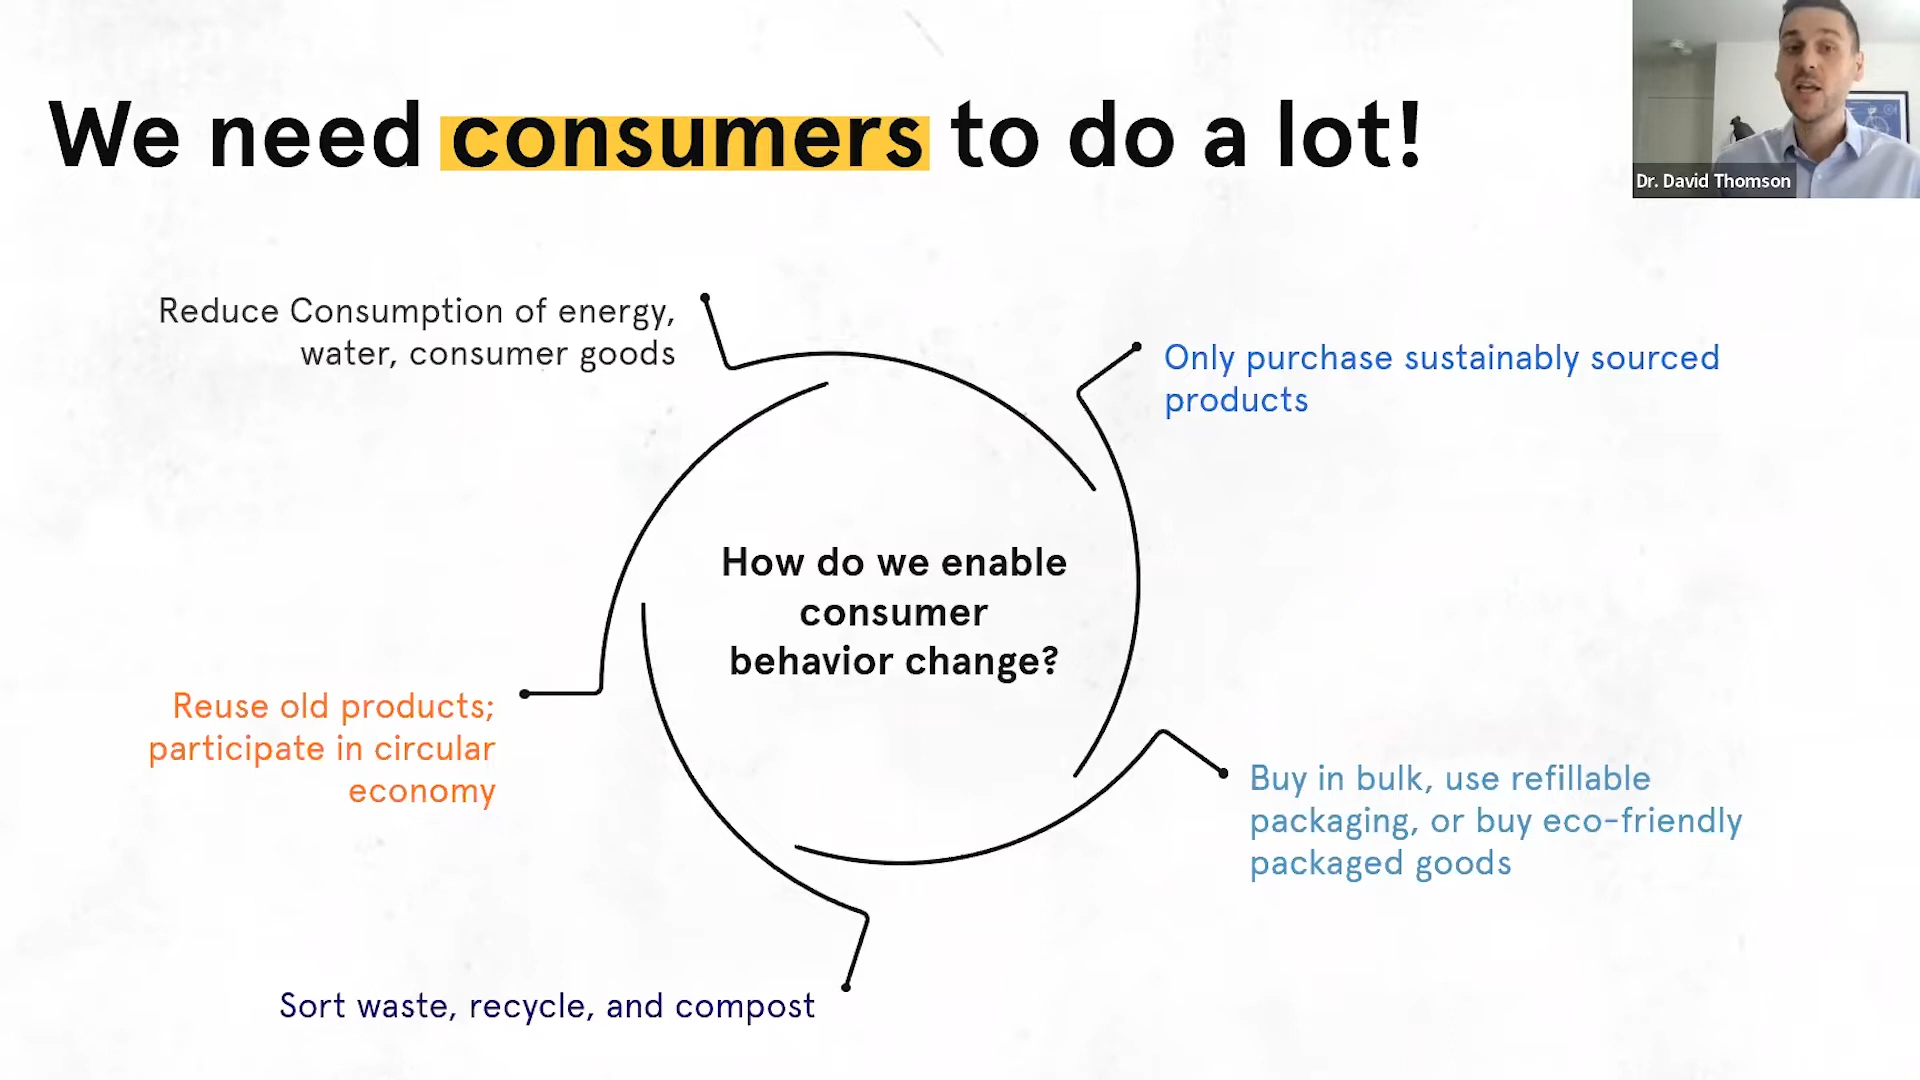 We need consumers to do a lot!
Dr. David Thomson
Reduce Consumption of energy,
water, consumer goods
Only purchase sustainably sourced
products
How do we enable
consumer
behavior change?
Reuse old products;
participate in circular
economy
Buy in bulk, use refillable
packaging, or buy eco-friendly
packaged goods
Sort waste, recycle, and compost